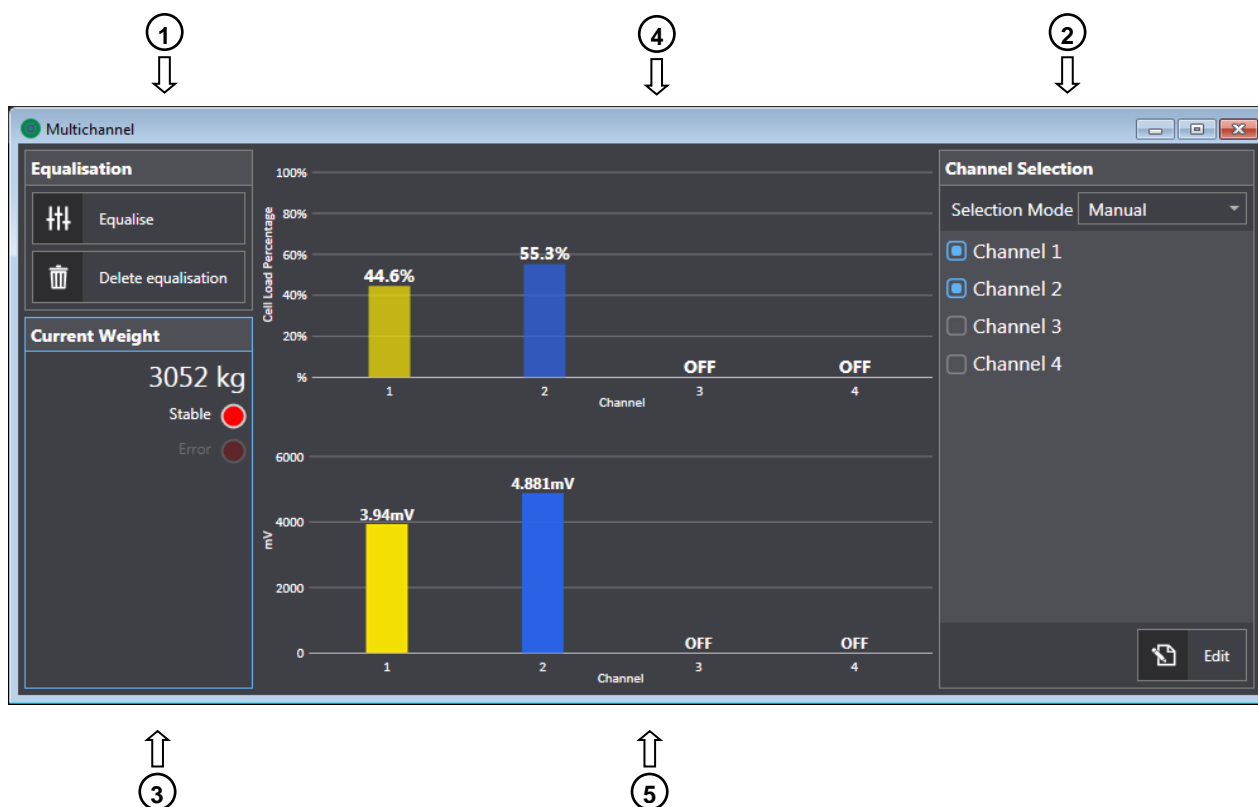 1
4
2
Multichannel
Equalisation
Equalise
Delete equalisation
Current Weight
3052 kg
Stable
Error
100%
80%
60%
40%
20%
%
Cell Load Percentage
44.6%
55.3%
OFF
OFF
1
2
3
4
Channel
6000
4000
2000
0
mV
3.94mV
4.881mV
OFF
OFF
1
2
3
4
Channel
Channel Selection
Selection Mode Manual
Channel 1
Channel 2
Channel 3
Channel 4
Edit
3
5